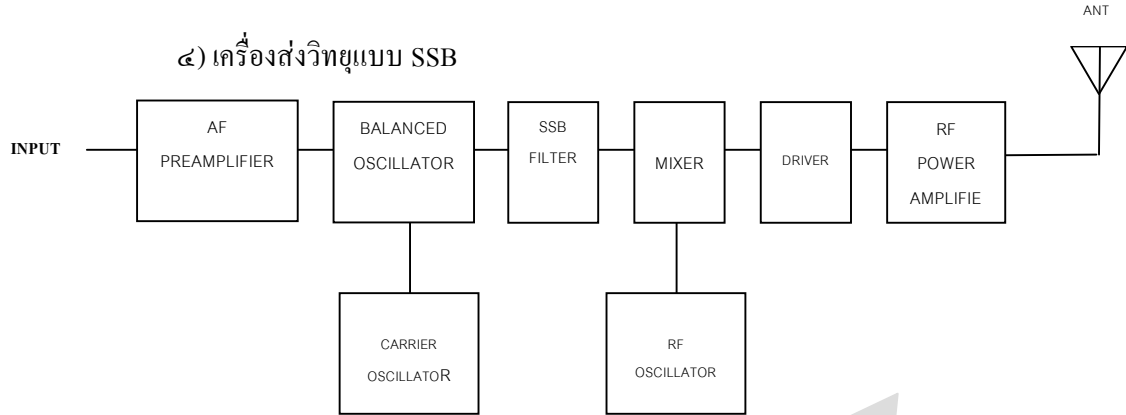 ANT
๔) เครื่องส่งวิทยุแบบ SSB
INPUT
AF
PREAMPLIFIER
BALANCED
OSCILLATOR
SSB
FILTER
MIXER
DRIVER
RF
POWER
AMPLIFIE
CARRIER
OSCILLATOR
RF
OSCILLATOR